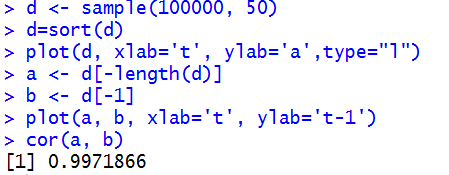 > d <- sample(100000, 50)
> d=sort(d)
> plot(d, xlab='t', ylab='a',type="l")
> a <- d[-length(d)]
> b <- d[-1]
> plot(a, b, xlab='t', ylab='t-1')
> cor(a, b)
[1] 0.9971866